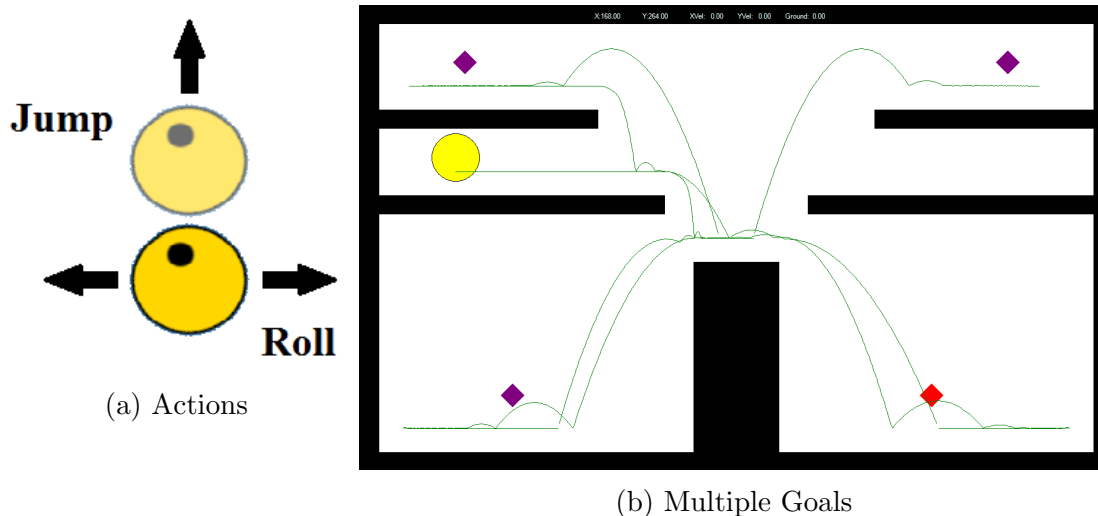 Jump
Roll
(a) Actions
X:168.00 Y:264.00 XVel: 0.00 YVel: 0.00 Ground: 0.00
(b) Multiple Goals